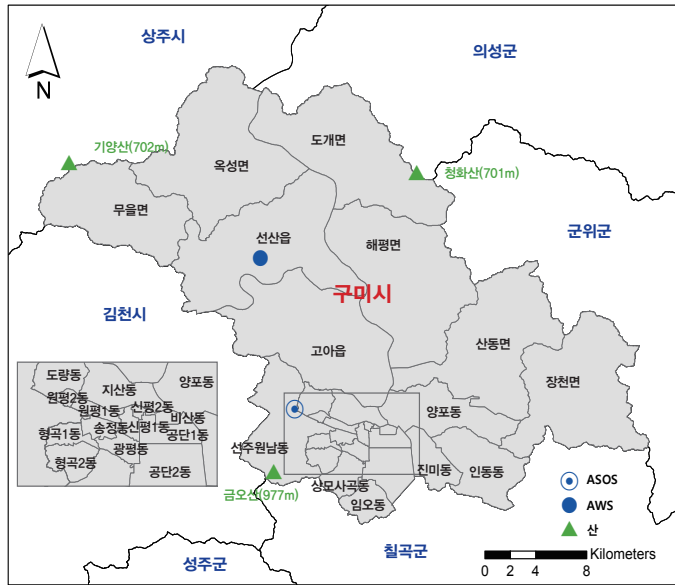 상주시
의성군
N
도개면
기양산(702m)
옥성면
청화산(701m)
무을면
선산읍
해평면
군위군
구미시
김천시
산동면
고아읍
장천면
도량동
지산동
양포동
원평2동
원평1동
신평2동
비산동
송정동
신평1동
형곡1동
공단1동
광평동
형곡2동
공단2동
양포동
선주원남동
진미동
인동동
상모사곡동
금오산(977m)
임오동
ASOS
AWS
산
성주군
칠곡군
Kilometers
0 2 4 8